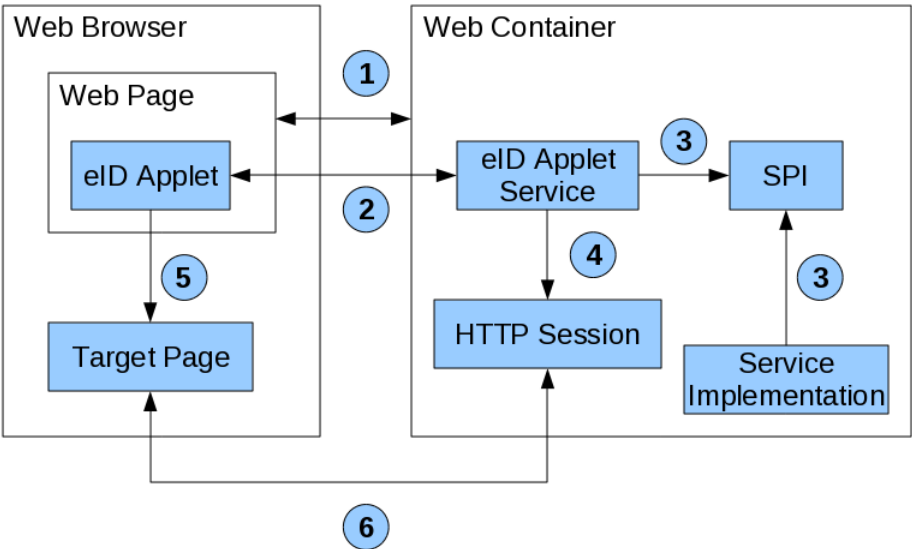 Web Browser
Web Container
Web Page
1
eID Applet
2
eID Applet
Service
3
SPI
5
4
3
Target Page
HTTP Session
Service
Implementation
6